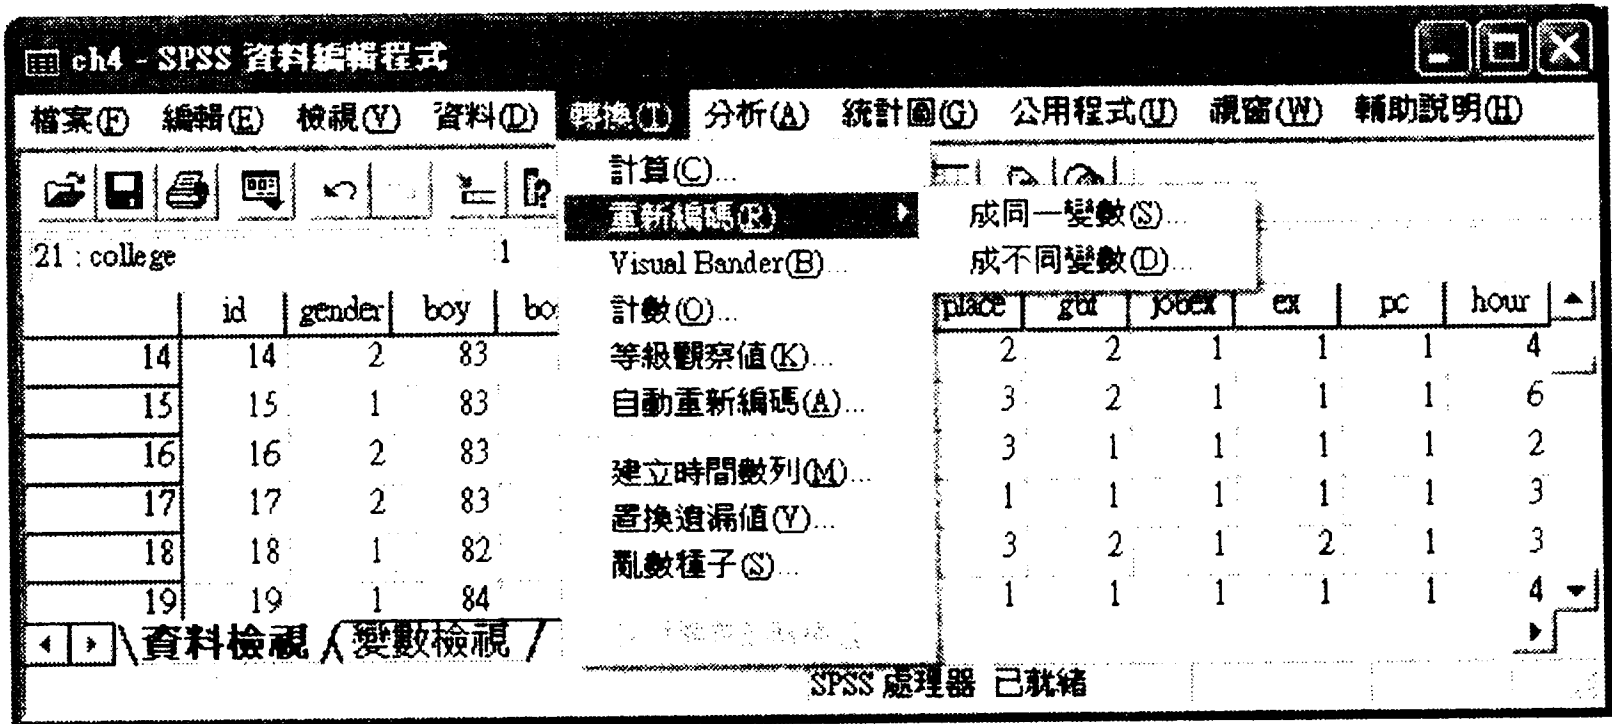 ch4 - SPSS 資料編輯程式
檔案(F) 編輯(E) 檢視(V) 資料(D) 轉換(T) 分析(A) 統計圖(G) 公用程式(U) 視窗(W) 輔助說明(H)
計算(C)...
重新編碼(R)
成同一變數(S)...
成不同變數(D)...
Visual Bander(B)...
計數(O)...
等級觀察值(K)...
自動重新編碼(A)...
建立時間數列(M)...
置換遺漏值(V)...
亂數種子(S)...
21 : college 1
id gender boy place jobex ex pc hour
14 14 2 83 2 2 1 1 1 4
15 15 1 83 3 2 1 1 1 6
16 16 2 83 3 1 1 1 1 2
17 17 2 83 1 1 1 1 1 3
18 18 1 82 3 2 1 2 1 3
19 19 1 84 1 1 1 1 1 4
資料檢視 變數檢視
SPSS 處理器 已就緒